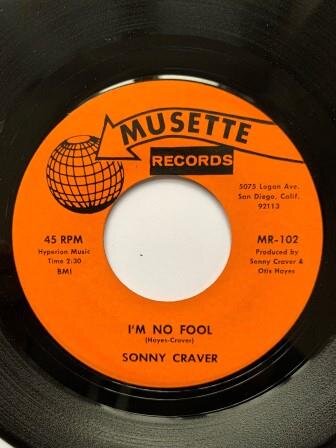 MUSETTE
RECORDS
5075 Logan Ave.
San Diego, Calif.
92113
45 RPM
Hyperion Music
Time 2:30
BMI
MR-102
Produced by
Sonny Craver &
Otis Hayes
I'M NO FOOL
(Hayes-Craver)
SONNY CRAVER